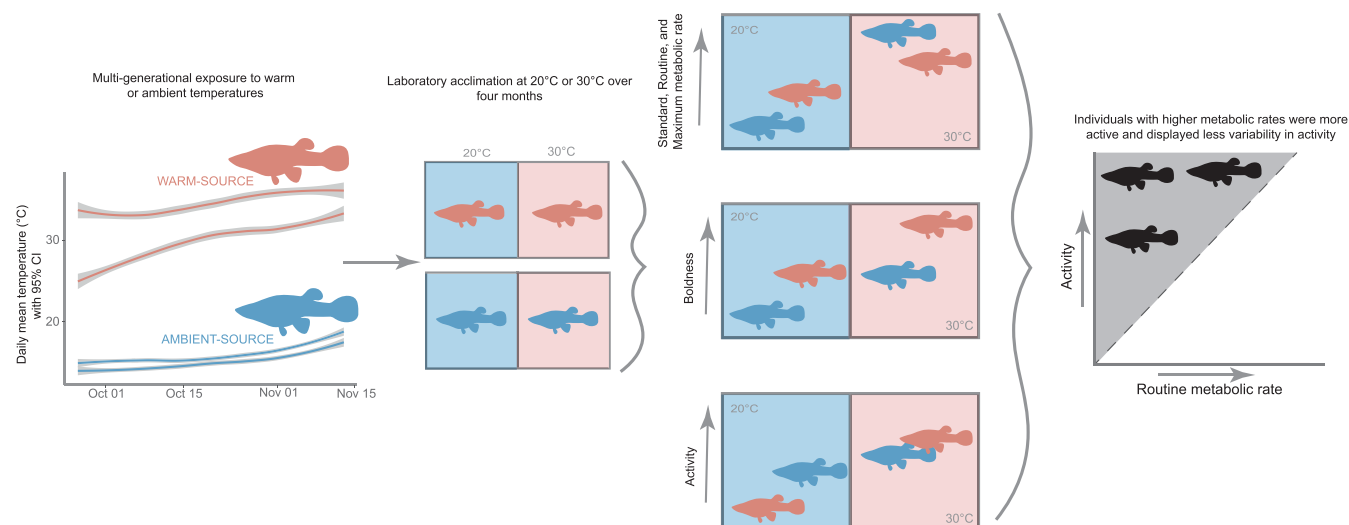 Multi-generational exposure to warm
or ambient temperatures
Daily mean temperature (°C)
with 95% CI
30
20
WARM-SOURCE
AMBIENT-SOURCE
Oct 01
Oct 15
Nov 01
Nov 15
Laboratory acclimation at 20°C or 30°C over
four months
20°C
30°C
Standard, Routine, and
Maximum metabolic rate
20°C
30°C
Boldness
20°C
30°C
Activity
20°C
30°C
Individuals with higher metabolic rates were more
active and displayed less variability in activity
Activity
Routine metabolic rate